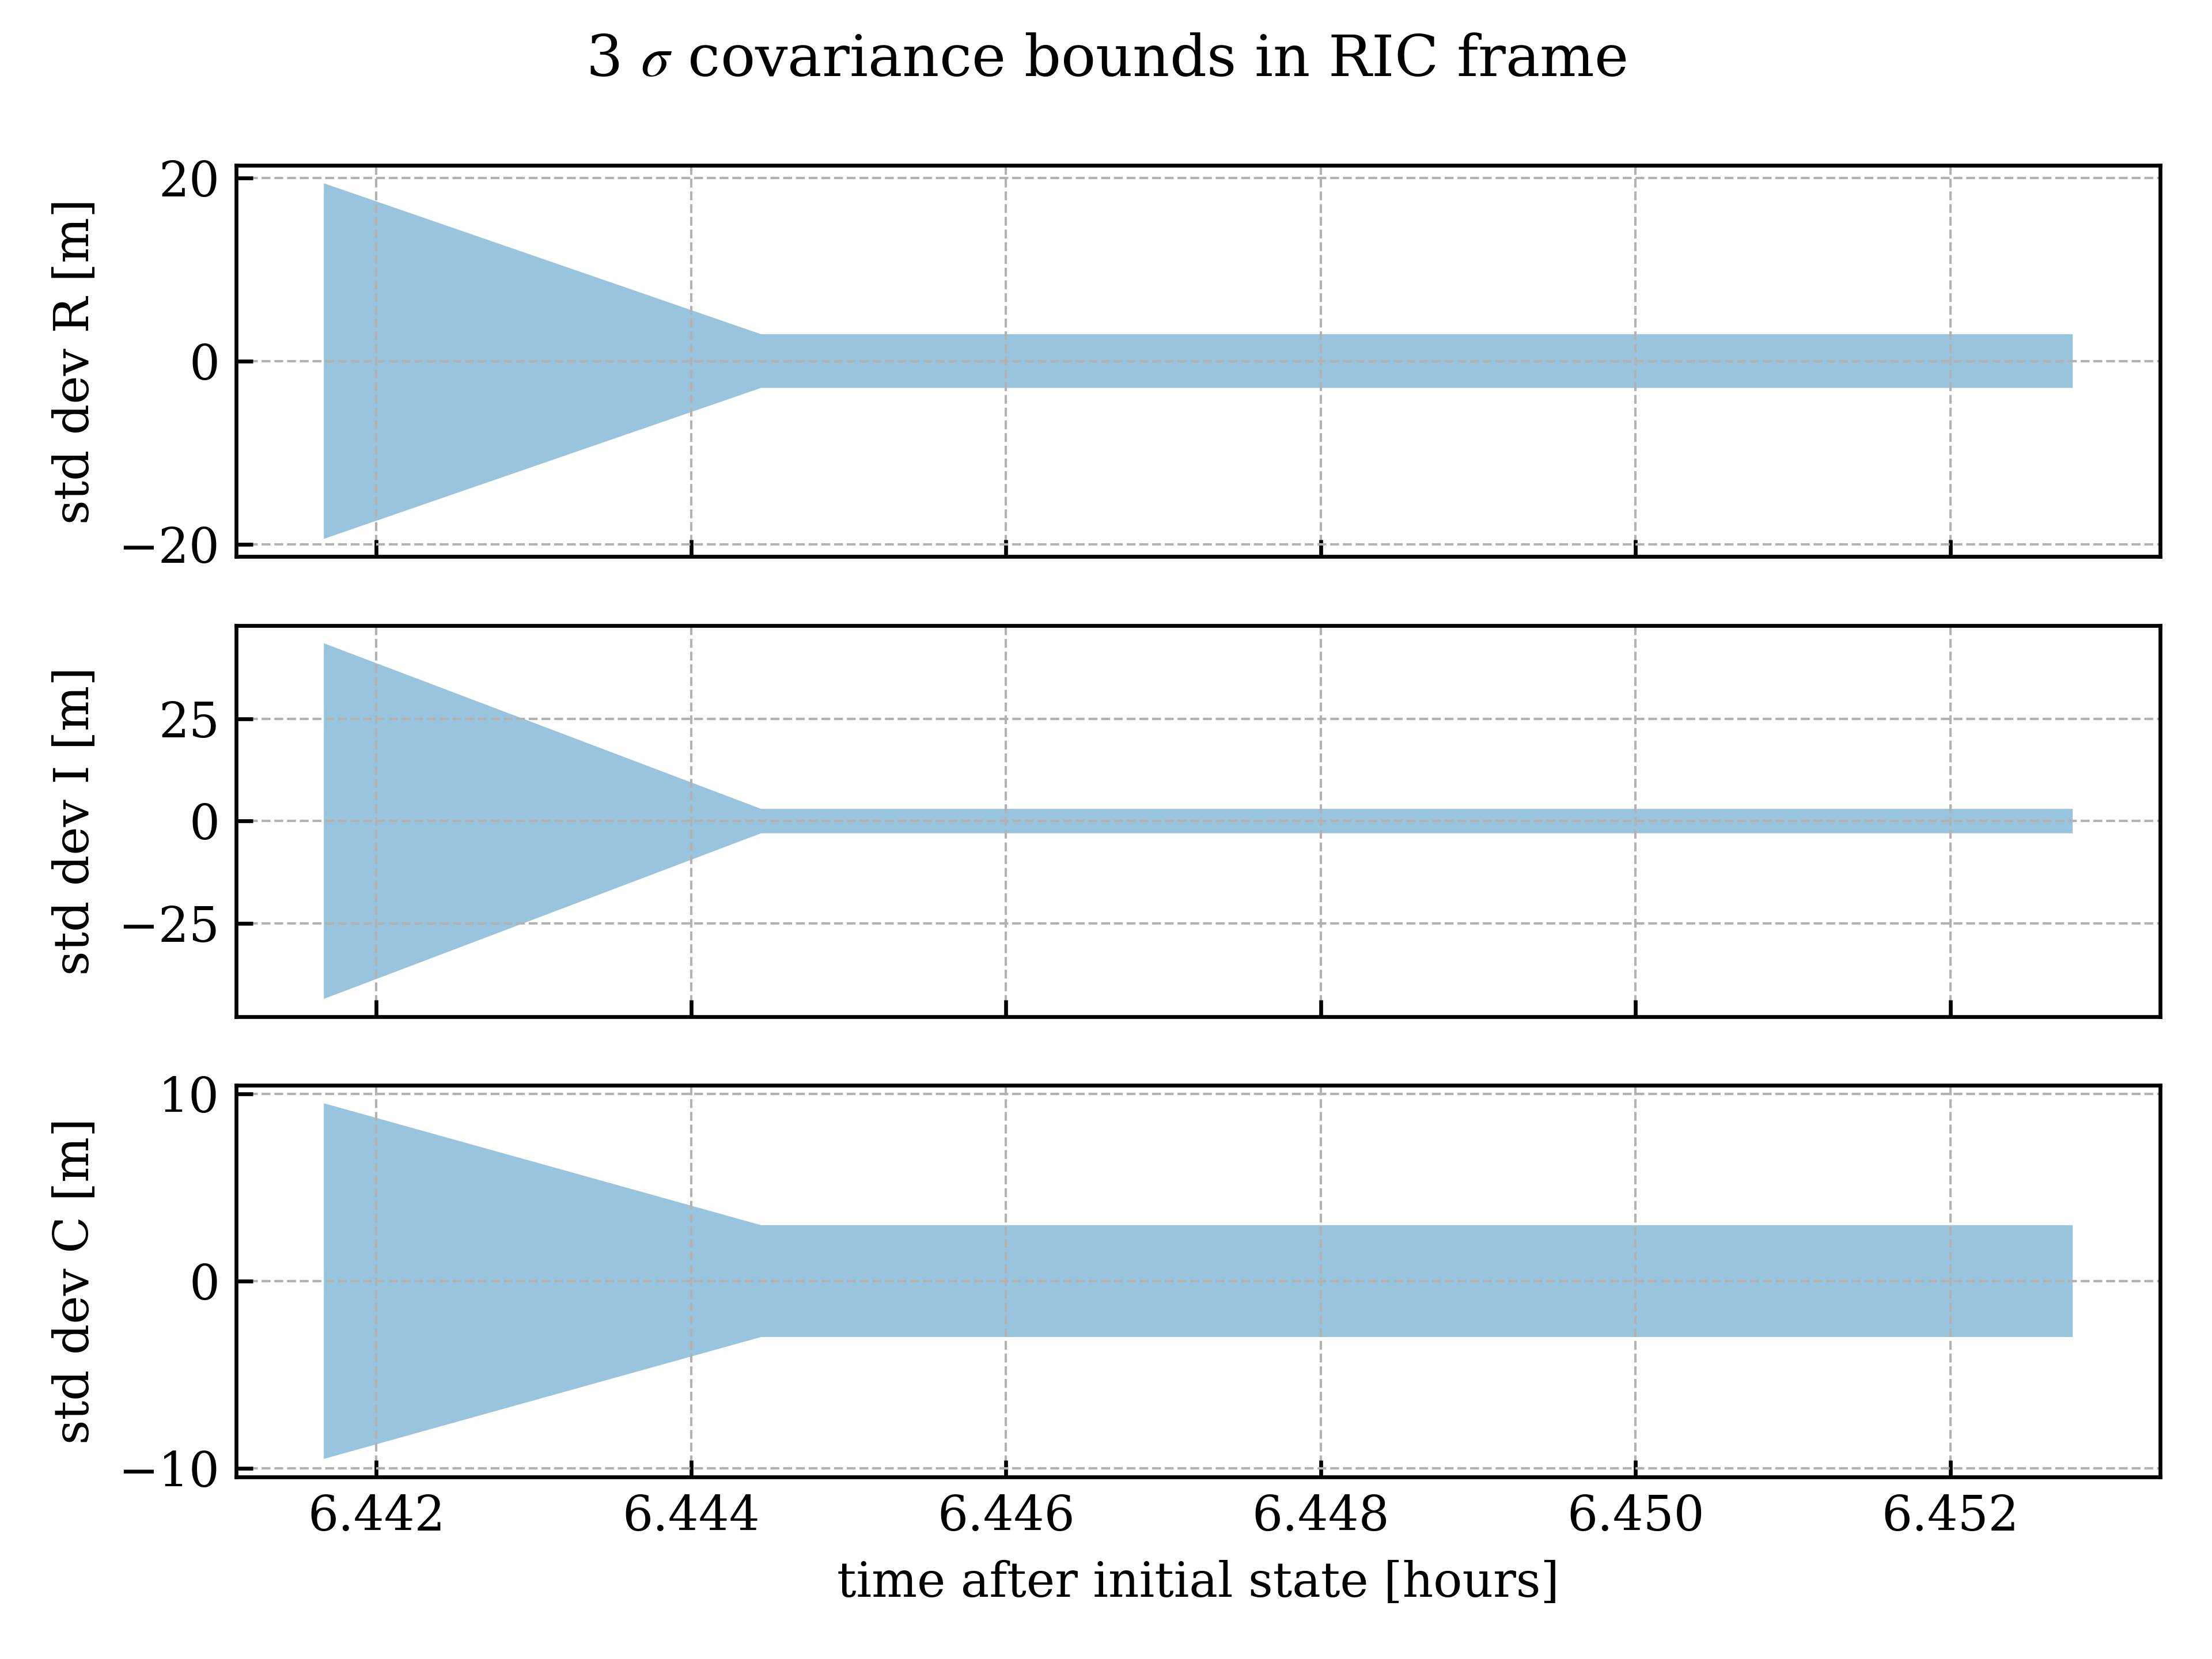 3 σ covariance bounds in RIC frame
std dev R [m]
20
0
−20
std dev I [m]
25
0
−25
std dev C [m]
10
0
−10
6.442 6.444 6.446 6.448 6.450 6.452
time after initial state [hours]